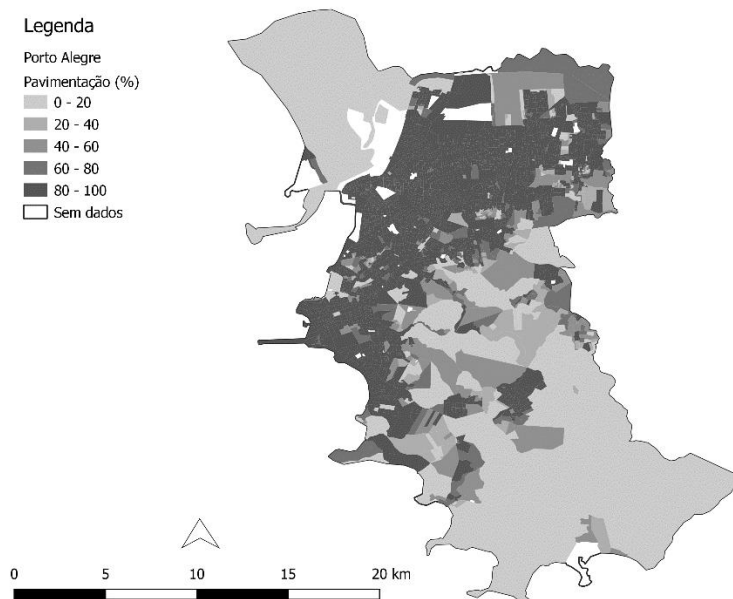 Legenda
Porto Alegre
Pavimentação (%)
0 - 20
20 - 40
40 - 60
60 - 80
80 - 100
Sem dados
0 5 10 15 20 km